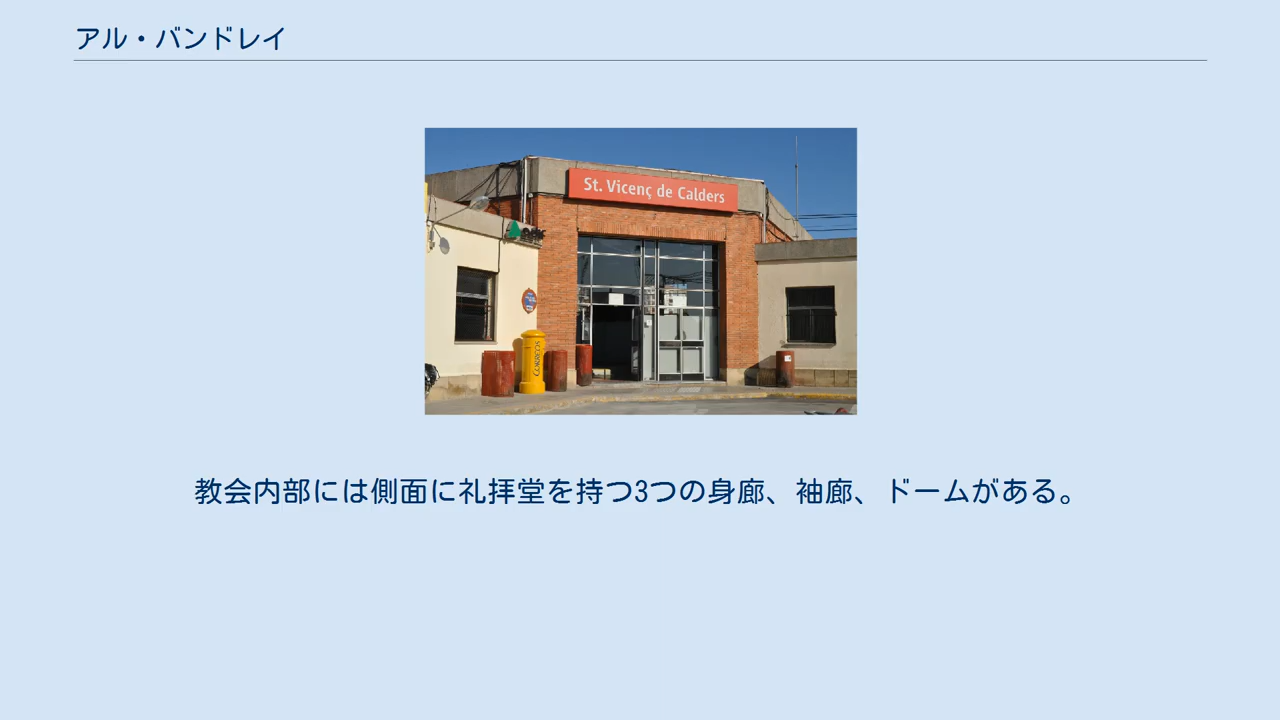 アル・バンドレイ
St. Vicenç de Calders
CORREOS
教会内部には側面に礼拝堂を持つ3つの身廊、袖廊、ドームがある。